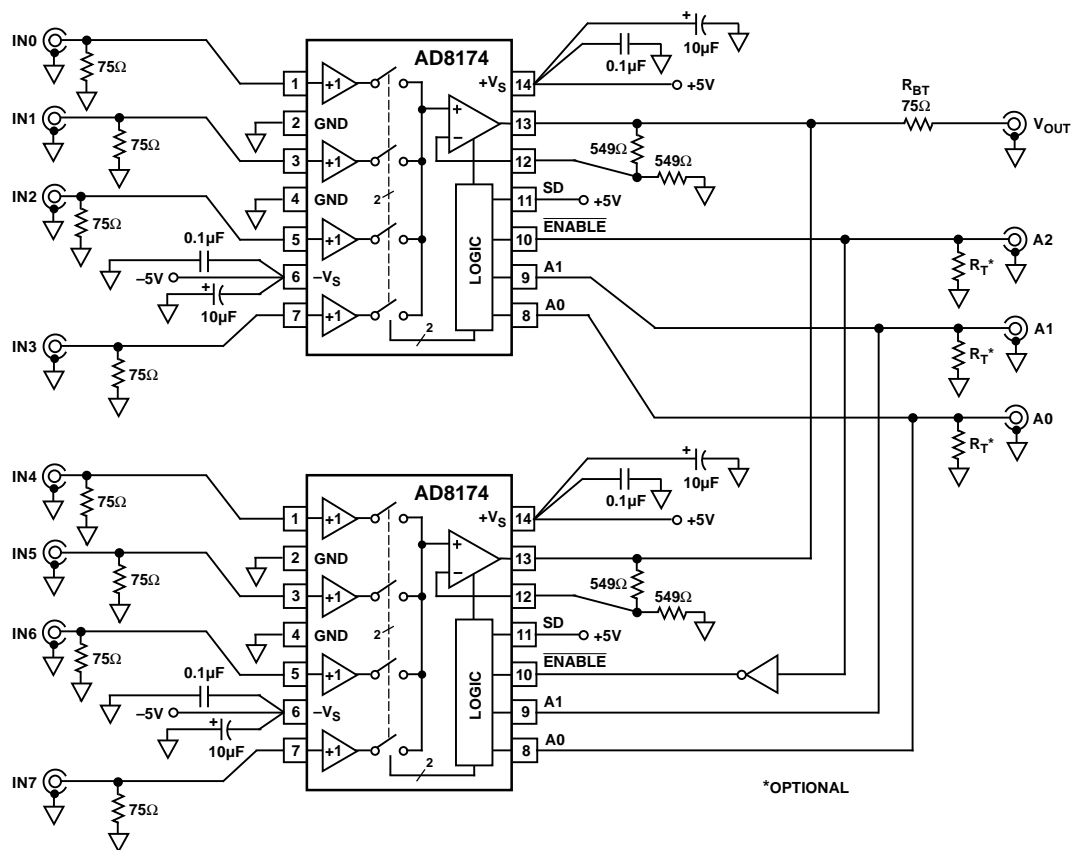 IN0
75Ω
IN1
75Ω
IN2
75Ω
0.1µF
–5V
+
10µF
IN3
75Ω
AD8174
1
+1
2
GND
3
+1
4
GND
2
5
+1
6
–VS
7
+1
2
LOGIC
+
–
+VS
14
13
12
11
SD
+5V
10
ENABLE
9
A1
8
A0
+
10µF
0.1µF
+5V
549Ω
549Ω
RBT
75Ω
VOUT
A2
RT*
A1
RT*
A0
RT*
IN4
75Ω
IN5
75Ω
IN6
75Ω
0.1µF
–5V
+
10µF
IN7
75Ω
AD8174
1
+1
2
GND
3
+1
4
GND
2
5
+1
6
–VS
7
+1
2
LOGIC
+
–
+VS
14
13
12
11
SD
+5V
10
ENABLE
9
A1
8
A0
+
10µF
0.1µF
+5V
549Ω
549Ω
*OPTIONAL